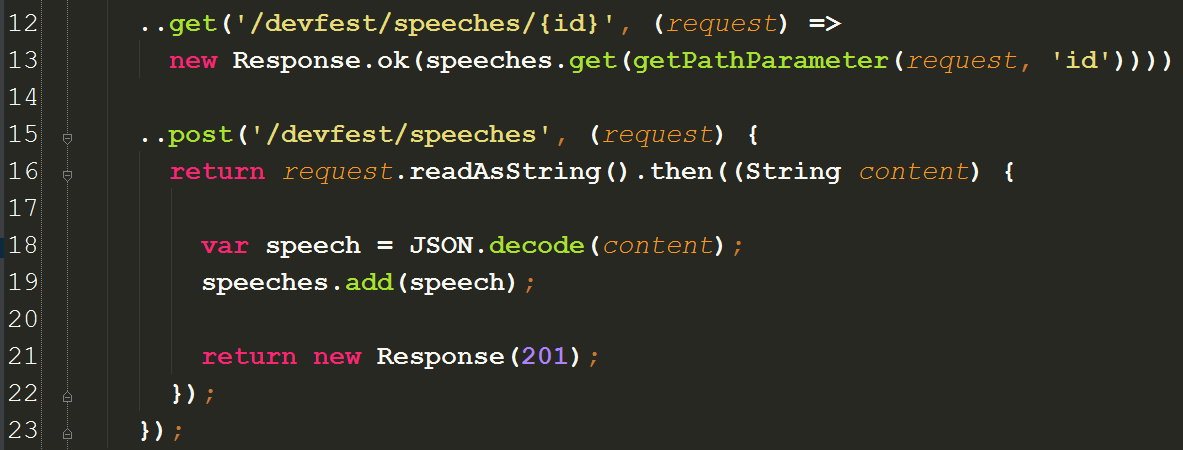 12 ..get('/devfest/speeches/{id}', (request) =>
13 new Response.ok(speeches.get(getPathParameter(request, 'id'))))
14
15 ..post('/devfest/speeches', (request) {
16 return request.readAsString().then((String content) {
17
18 var speech = JSON.decode(content);
19 speeches.add(speech);
20
21 return new Response(201);
22 });
23 });